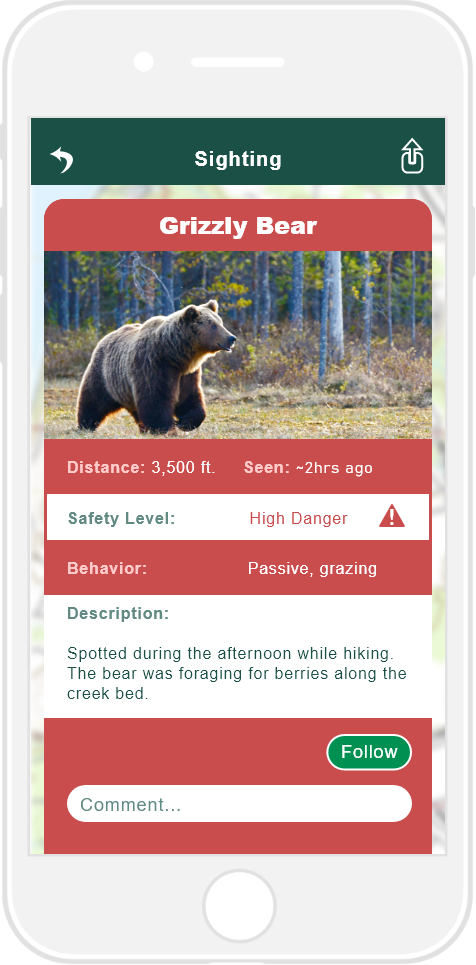 Sighting
Grizzly Bear
Distance: 3,500 ft. Seen: ~2hrs ago
Safety Level: High Danger
Behavior: Passive, grazing
Description:
Spotted during the afternoon while hiking.
The bear was foraging for berries along the
creek bed.
Follow
Comment...